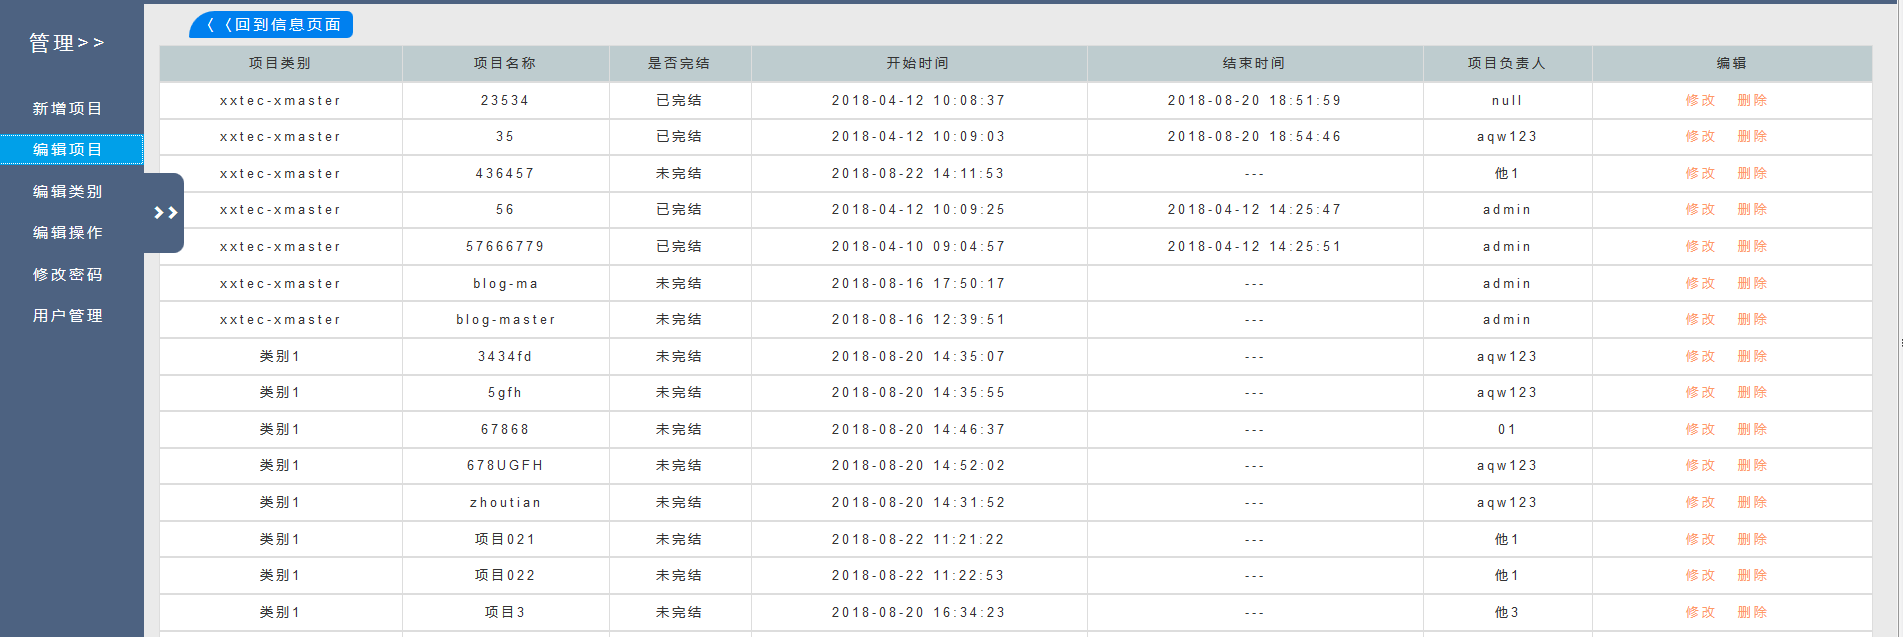 管理>>
新增项目
编辑项目
编辑类别
编辑操作
修改密码
用户管理
〈〈回到信息页面
项目类别 项目名称 是否完结 开始时间 结束时间 项目负责人 编辑
xxtec-xmaster 23534 已完结 2018-04-12 10:08:37 2018-08-20 18:51:59 null 修改 删除
xxtec-xmaster 35 已完结 2018-04-12 10:09:03 2018-08-20 18:54:46 aqw123 修改 删除
xxtec-xmaster 436457 未完结 2018-08-22 14:11:53 --- 他1 修改 删除
xxtec-xmaster 56 已完结 2018-04-12 10:09:25 2018-04-12 14:25:47 admin 修改 删除
xxtec-xmaster 57666779 已完结 2018-04-10 09:04:57 2018-04-12 14:25:51 admin 修改 删除
xxtec-xmaster blog-ma 未完结 2018-08-16 17:50:17 --- admin 修改 删除
xxtec-xmaster blog-master 未完结 2018-08-16 12:39:51 --- admin 修改 删除
类别1 3434fd 未完结 2018-08-20 14:35:07 --- aqw123 修改 删除
类别1 5gfh 未完结 2018-08-20 14:35:55 --- aqw123 修改 删除
类别1 67868 未完结 2018-08-20 14:46:37 --- 01 修改 删除
类别1 678UGFH 未完结 2018-08-20 14:52:02 --- aqw123 修改 删除
类别1 zhoutian 未完结 2018-08-20 14:31:52 --- aqw123 修改 删除
类别1 项目021 未完结 2018-08-22 11:21:22 --- 他1 修改 删除
类别1 项目022 未完结 2018-08-22 11:22:53 --- 他1 修改 删除
类别1 项目3 未完结 2018-08-20 16:34:23 --- 他3 修改 删除